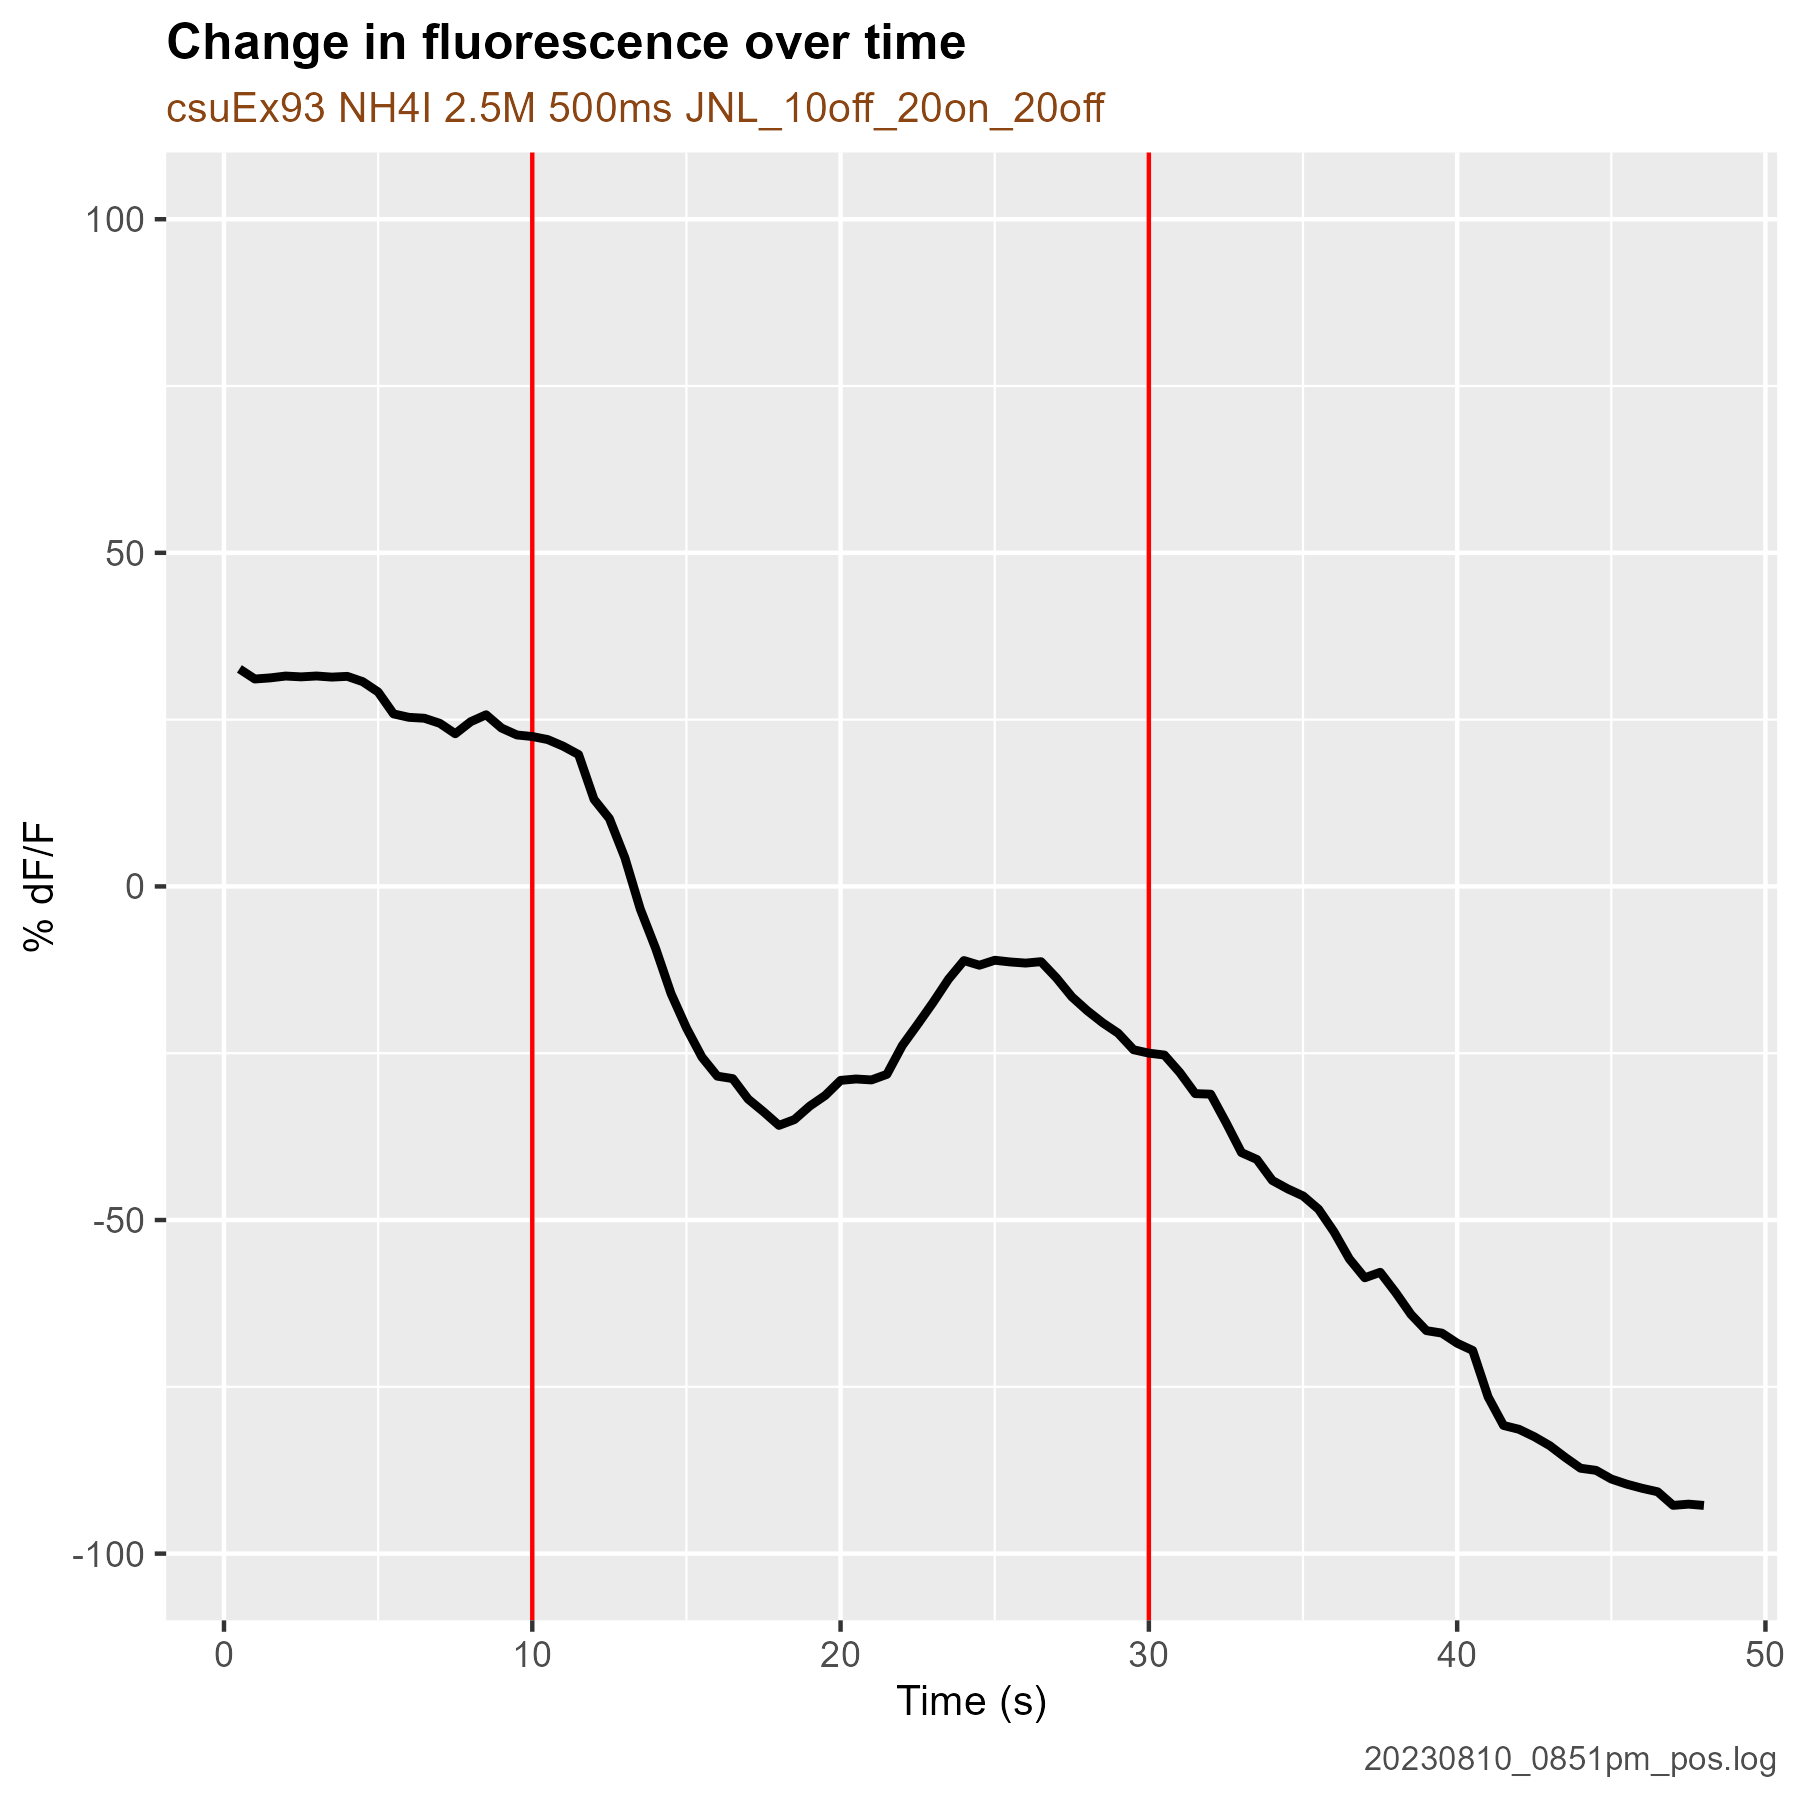 Change in fluorescence over time
csuEx93 NH4I 2.5M 500ms JNL_10off_20on_20off
100
50
0
-50
-100
% dF/F
0 10 20 30 40 50
Time (s)
20230810_0851pm_pos.log